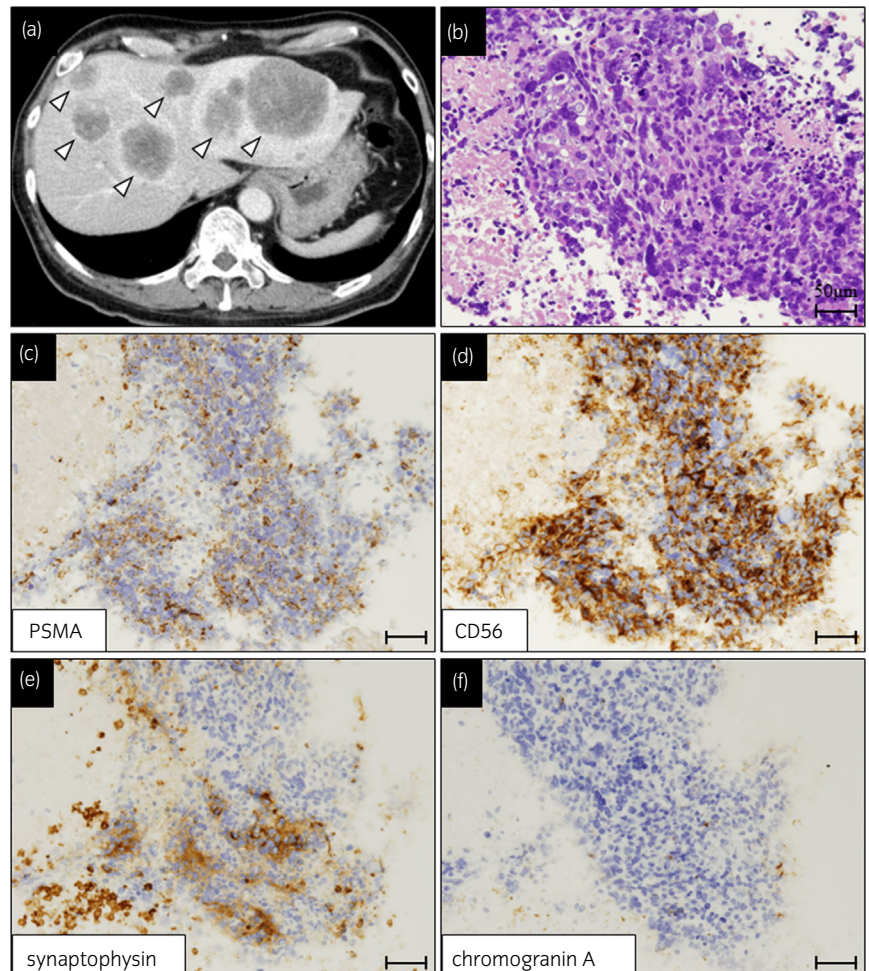 (a)
(b)
50μm
(c)
PSMA
(d)
CD56
(e)
synaptophysin
(f)
chromogranin A